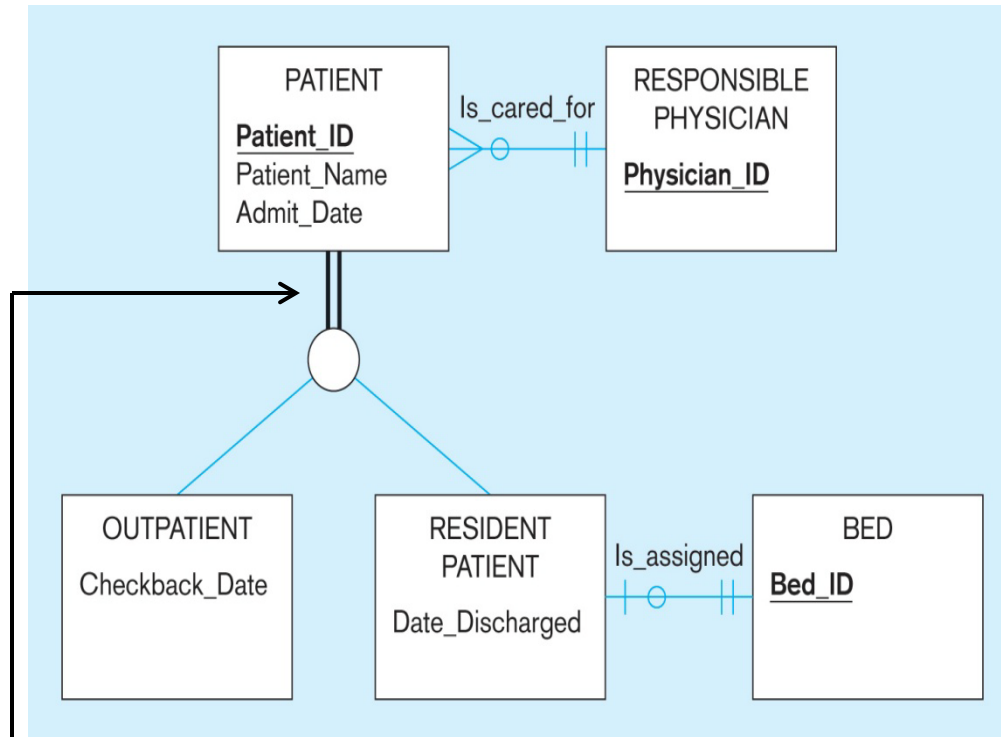 PATIENT
Patient_ID
Patient_Name
Admit_Date
Is_cared_for
RESPONSIBLE
PHYSICIAN
Physician_ID
OUTPATIENT
Checkback_Date
RESIDENT
PATIENT
Date_Discharged
Is_assigned
BED
Bed_ID